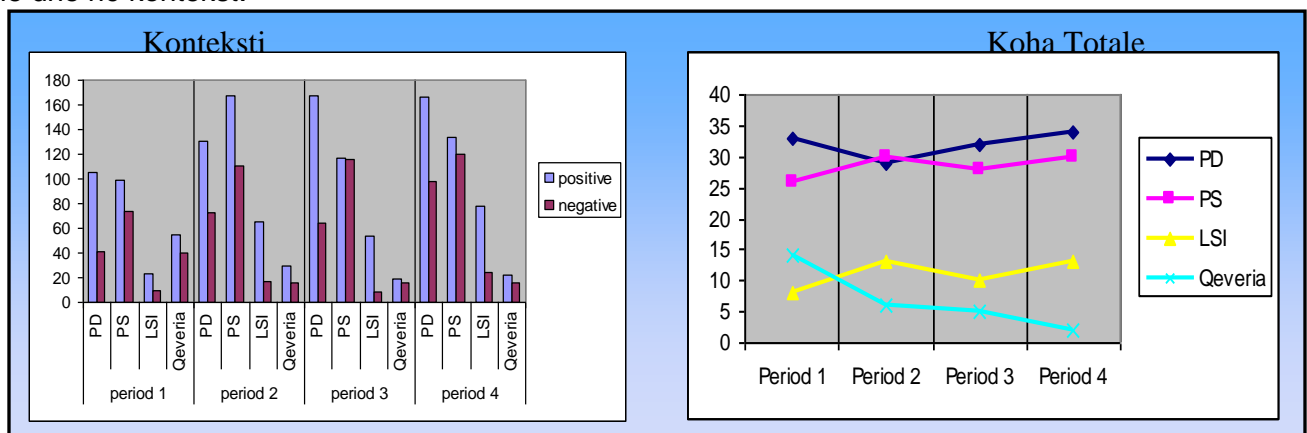 Konteksti
180
160
140
120
100
80
60
40
20
0
PD
PS
LSI
Qeveria
PD
PS
LSI
Qeveria
PD
PS
LSI
Qeveria
PD
PS
LSI
Qeveria
period 1
period 2
period 3
period 4
positive
negative
Koha Totale
40
35
30
25
20
15
10
5
0
Period 1 Period 2 Period 3 Period 4
PD
PS
LSI
Qeveria